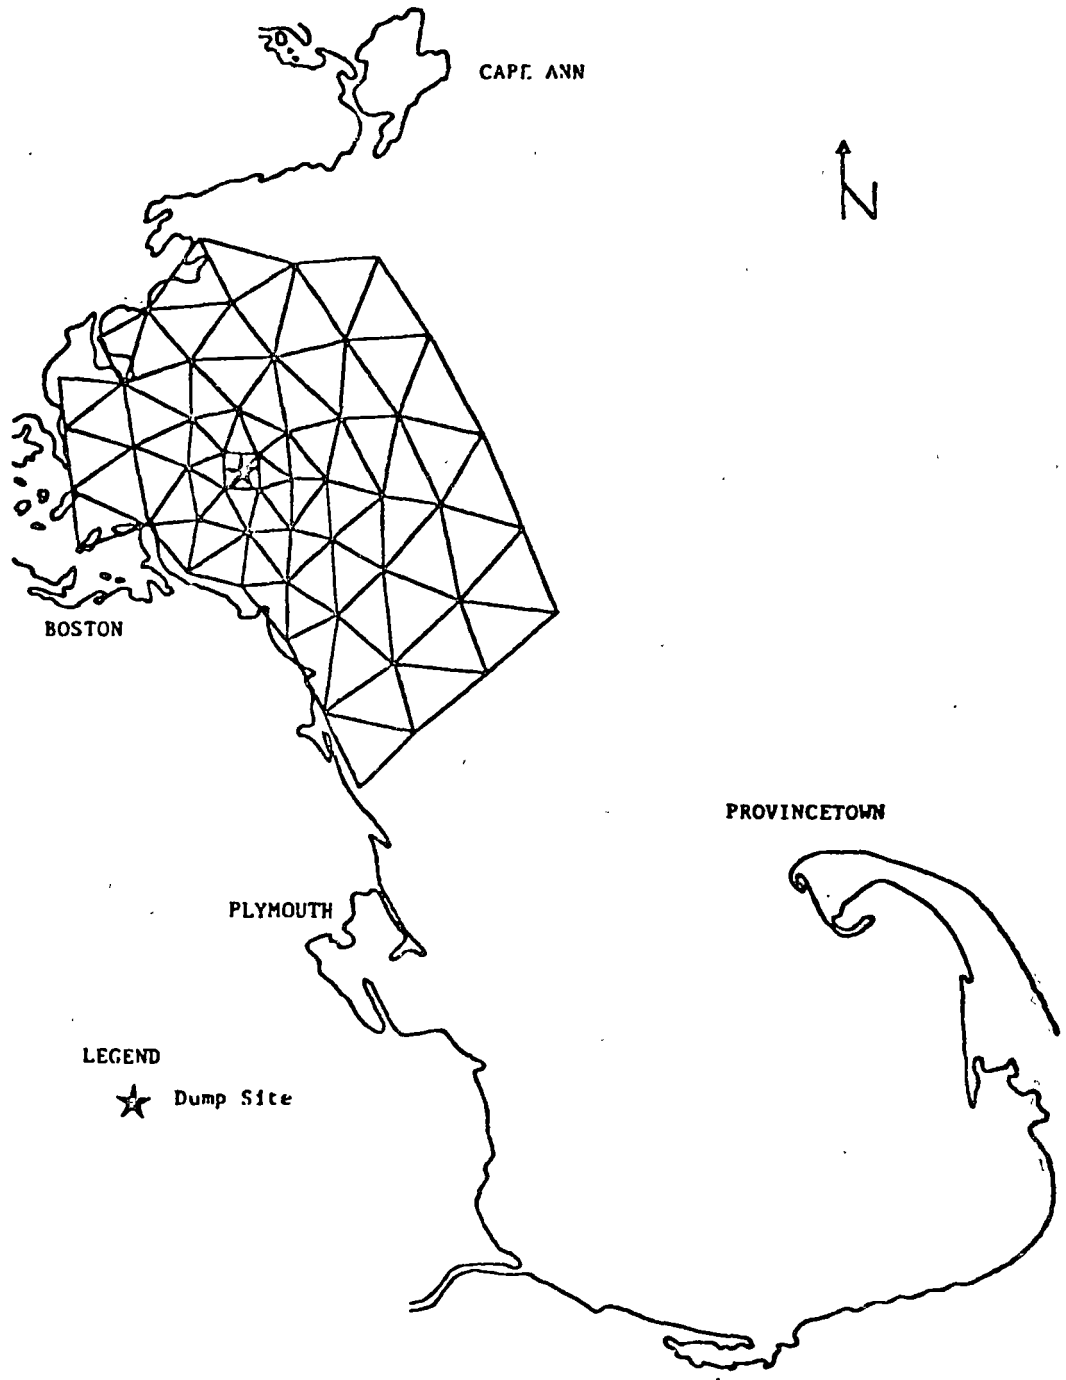 CAPE ANN
N
BOSTON
PROVINCETOWN
PLYMOUTH
LEGEND
Dump Site